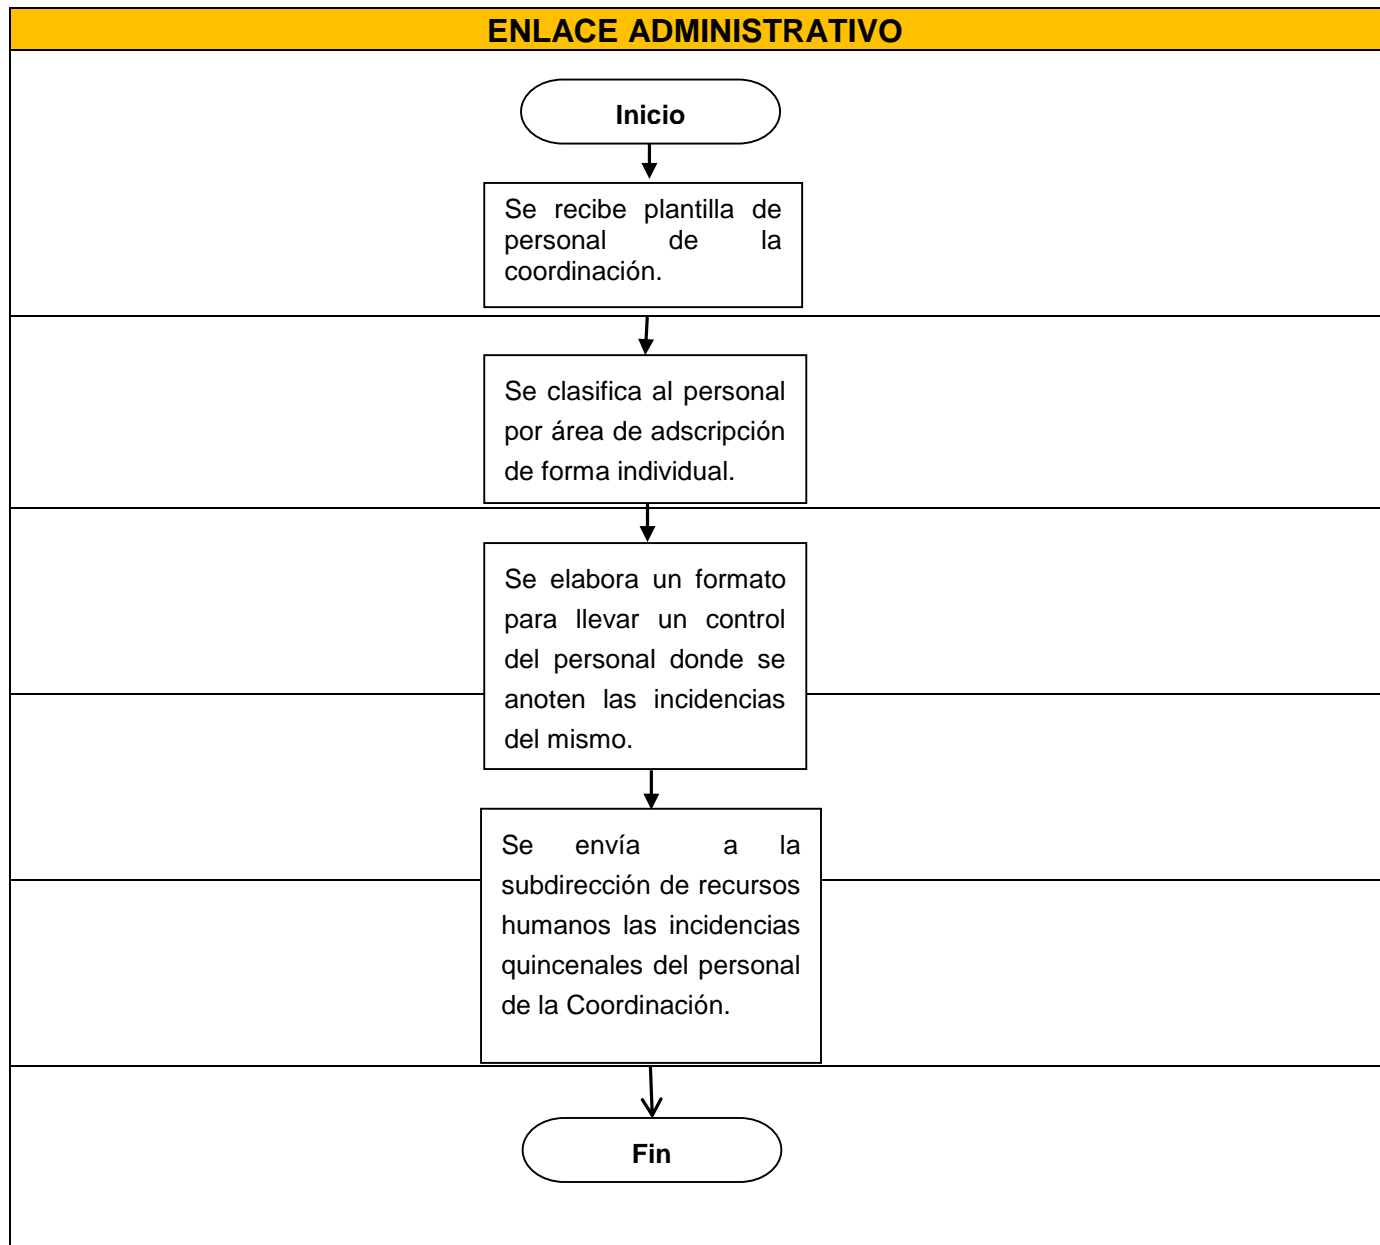 ENLACE ADMINISTRATIVO
Inicio
Se recibe plantilla de
personal de la
coordinación.
Se clasifica al personal
por área de adscripción
de forma individual.
Se elabora un formato
para llevar un control
del personal donde se
anoten las incidencias
del mismo.
Se envía a la
subdirección de recursos
humanos las incidencias
quincenales del personal
de la Coordinación.
Fin